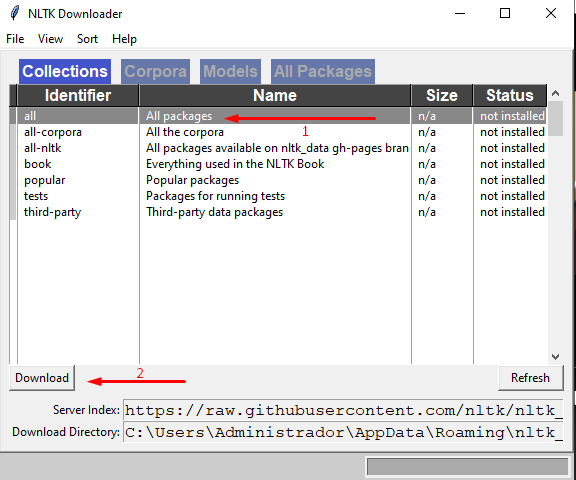 NLTK Downloader
File View Sort Help
Collections Corpora Models All Packages
Identifier Name Size Status
all All packages n/a not installed
1
all-corpora All the corpora n/a not installed
all-nltk All packages available on nltk_data gh-pages bran n/a not installed
book Everything used in the NLTK Book n/a not installed
popular Popular packages n/a not installed
tests Packages for running tests n/a not installed
third-party Third-party data packages n/a not installed
Download 2 Refresh
Server Index: https://raw.githubusercontent.com/nltk/nltk_
Download Directory: C:\Users\Administrador\AppData\Roaming\nltk_